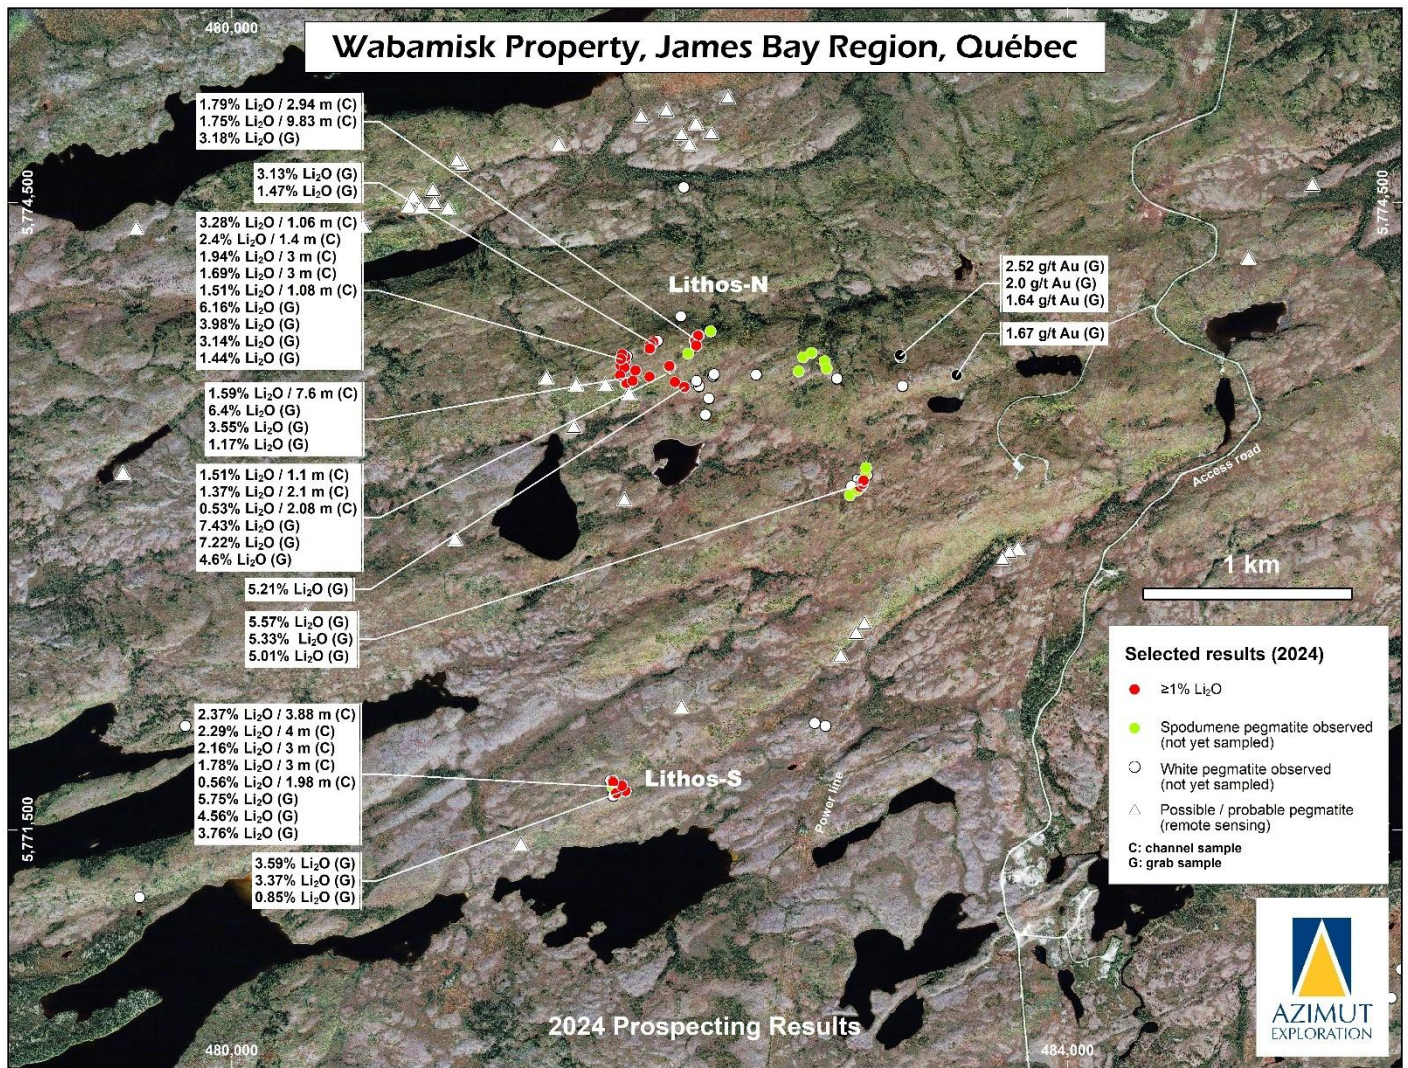 480,000
Wabamisk Property, James Bay Region, Québec
1.79% Li₂O / 2.94 m (C)
1.75% Li₂O / 9.83 m (C)
3.18% Li₂O (G)
3.13% Li₂O (G)
1.47% Li₂O (G)
5,774,500
5,774,500
3.28% Li₂O / 1.06 m (C)
2.4% Li₂O / 1.4 m (C)
1.94% Li₂O / 3 m (C)
1.69% Li₂O / 3 m (C)
1.51% Li₂O / 1.08 m (C)
6.16% Li₂O (G)
3.98% Li₂O (G)
3.14% Li₂O (G)
1.44% Li₂O (G)
Lithos-N
2.52 g/t Au (G)
2.0 g/t Au (G)
1.64 g/t Au (G)
1.67 g/t Au (G)
1.59% Li₂O / 7.6 m (C)
6.4% Li₂O (G)
3.55% Li₂O (G)
1.17% Li₂O (G)
1.51% Li₂O / 1.1 m (C)
1.37% Li₂O / 2.1 m (C)
0.53% Li₂O / 2.08 m (C)
7.43% Li₂O (G)
7.22% Li₂O (G)
4.6% Li₂O (G)
Access road
5.21% Li₂O (G)
1 km
5.57% Li₂O (G)
5.33% Li₂O (G)
5.01% Li₂O (G)
2.37% Li₂O / 3.88 m (C)
2.29% Li₂O / 4 m (C)
2.16% Li₂O / 3 m (C)
1.78% Li₂O / 3 m (C)
0.56% Li₂O / 1.98 m (C)
5.75% Li₂O (G)
4.56% Li₂O (G)
3.76% Li₂O (G)
Lithos-S
Power line
3.59% Li₂O (G)
3.37% Li₂O (G)
0.85% Li₂O (G)
5,771,500
Selected results (2024)
≥1% Li₂O
Spodumene pegmatite observed
(not yet sampled)
White pegmatite observed
(not yet sampled)
Possible / probable pegmatite
(remote sensing)
C: channel sample
G: grab sample
AZIMUT
EXPLORATION
2024 Prospecting Results
480,000
484,000